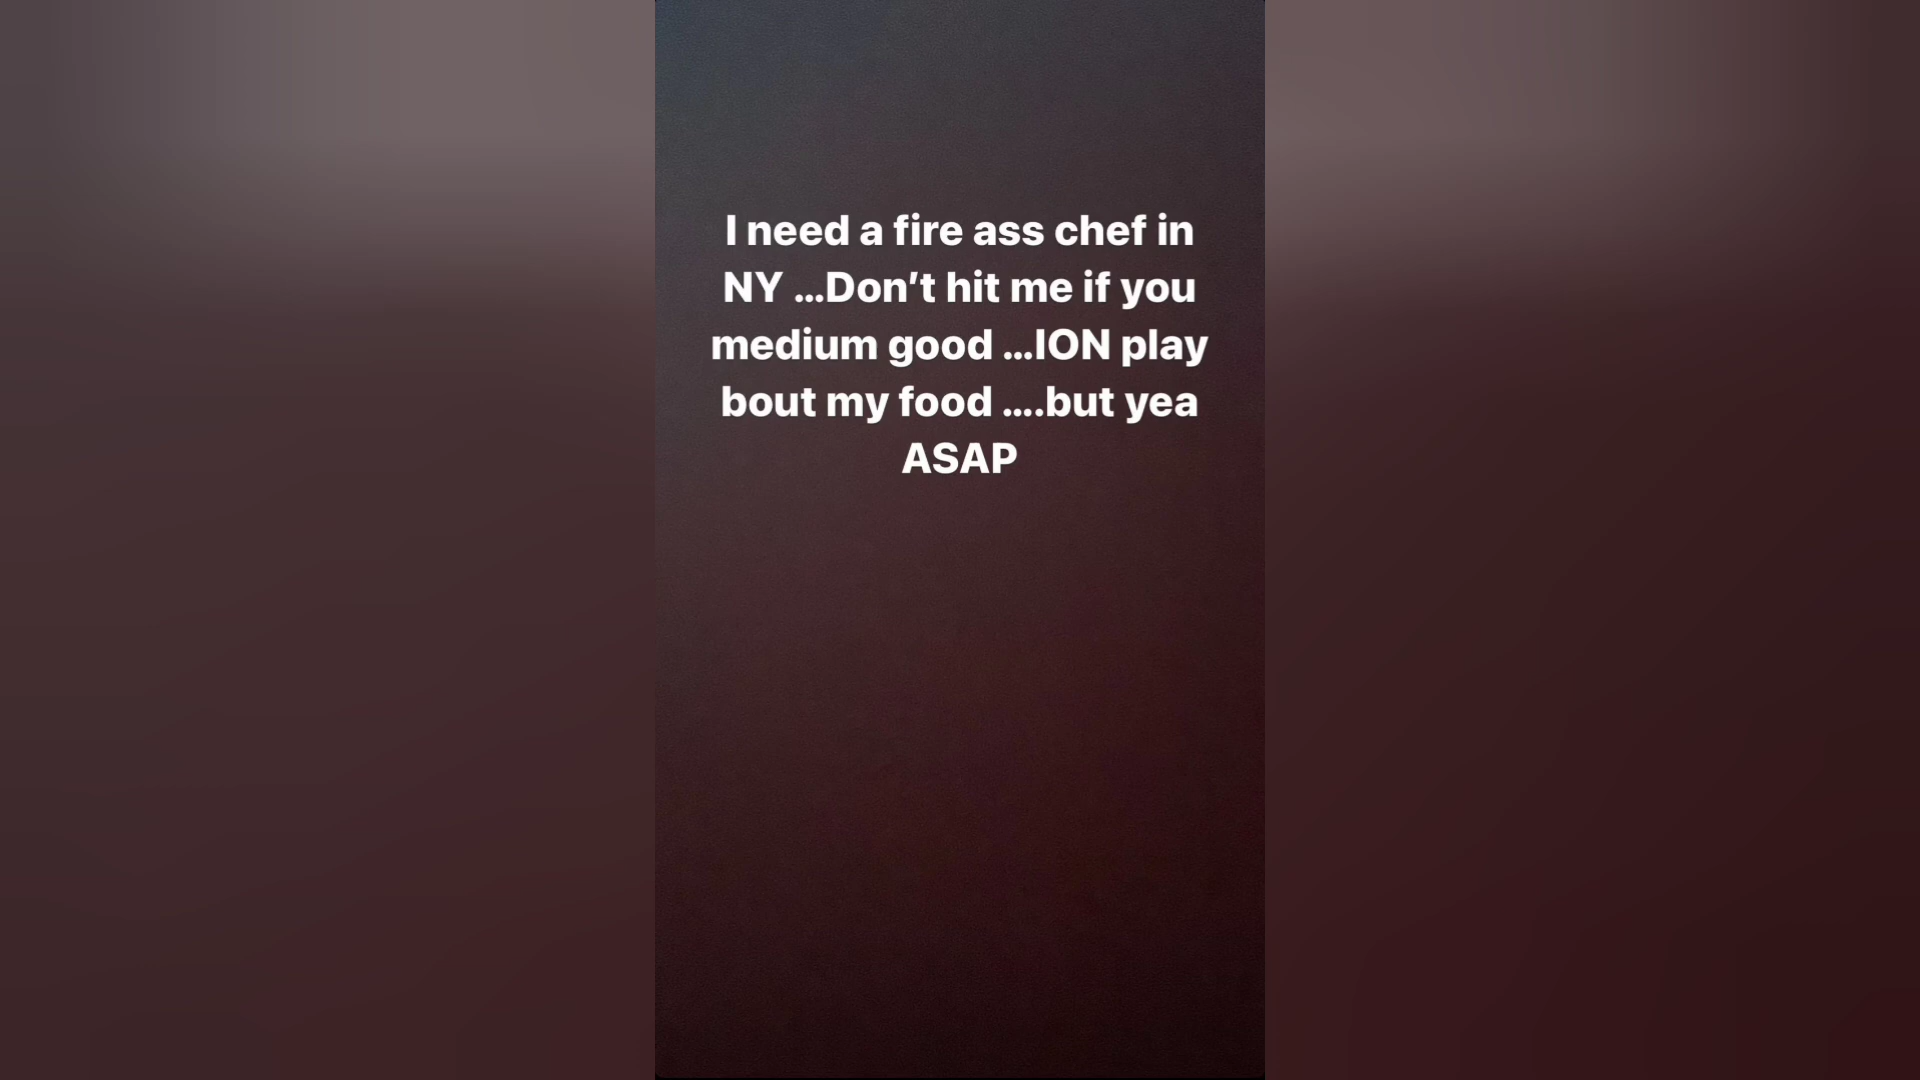 I need a fire ass chef in
NY ...Don't hit me if you
medium good ...ION play
bout my food ....but yea
ASAP